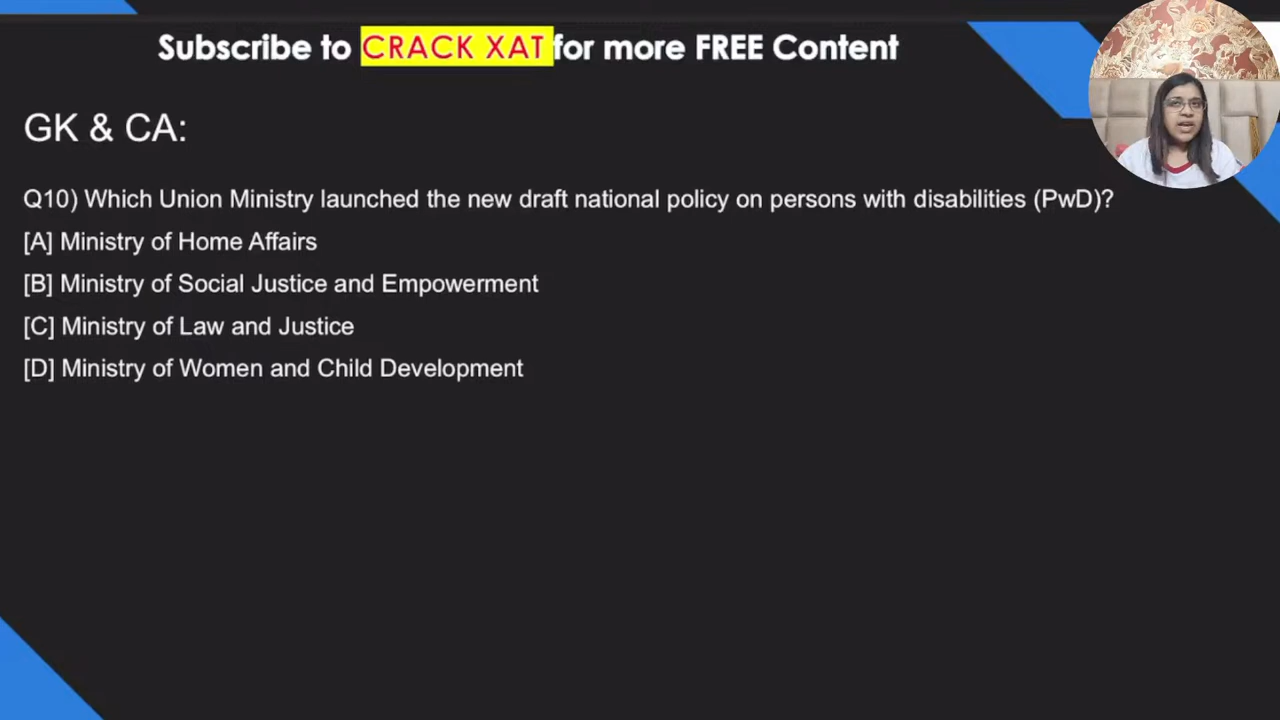 Subscribe to CRACK XAT for more FREE Content
GK & CA:
Q10) Which Union Ministry launched the new draft national policy on persons with disabilities (PwD)?
[A] Ministry of Home Affairs
[B] Ministry of Social Justice and Empowerment
[C] Ministry of Law and Justice
[D] Ministry of Women and Child Development